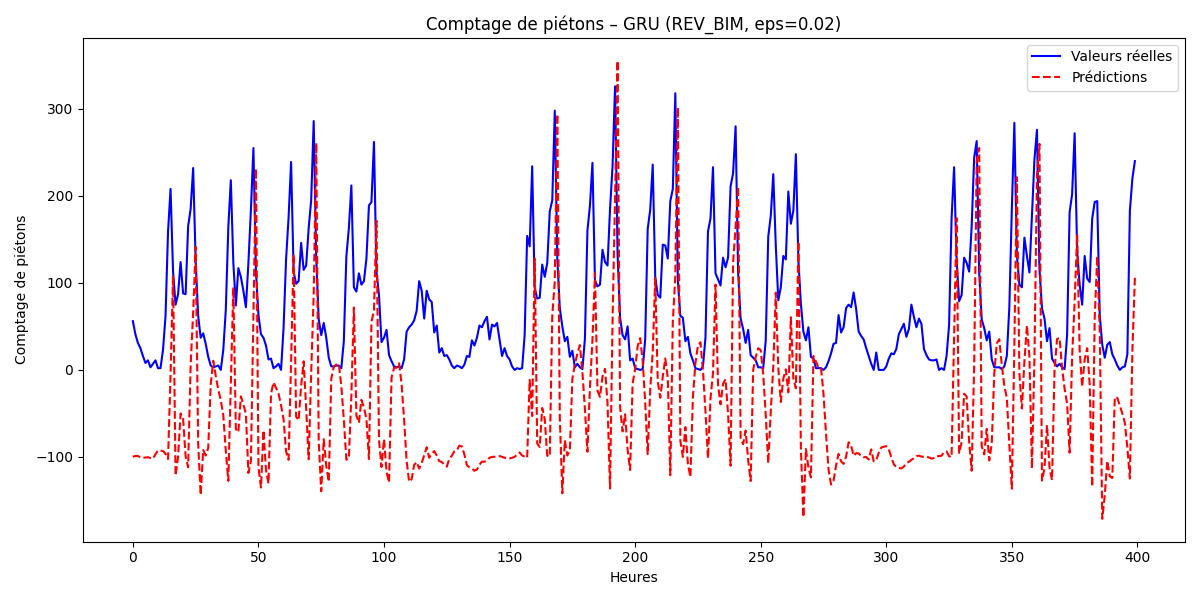 Comptage de piétons – GRU (REV_BIM, eps=0.02)
Valeurs réelles
Prédictions
Comptage de piétons
300
200
100
0
−100
0 50 100 150 200 250 300 350 400
Heures